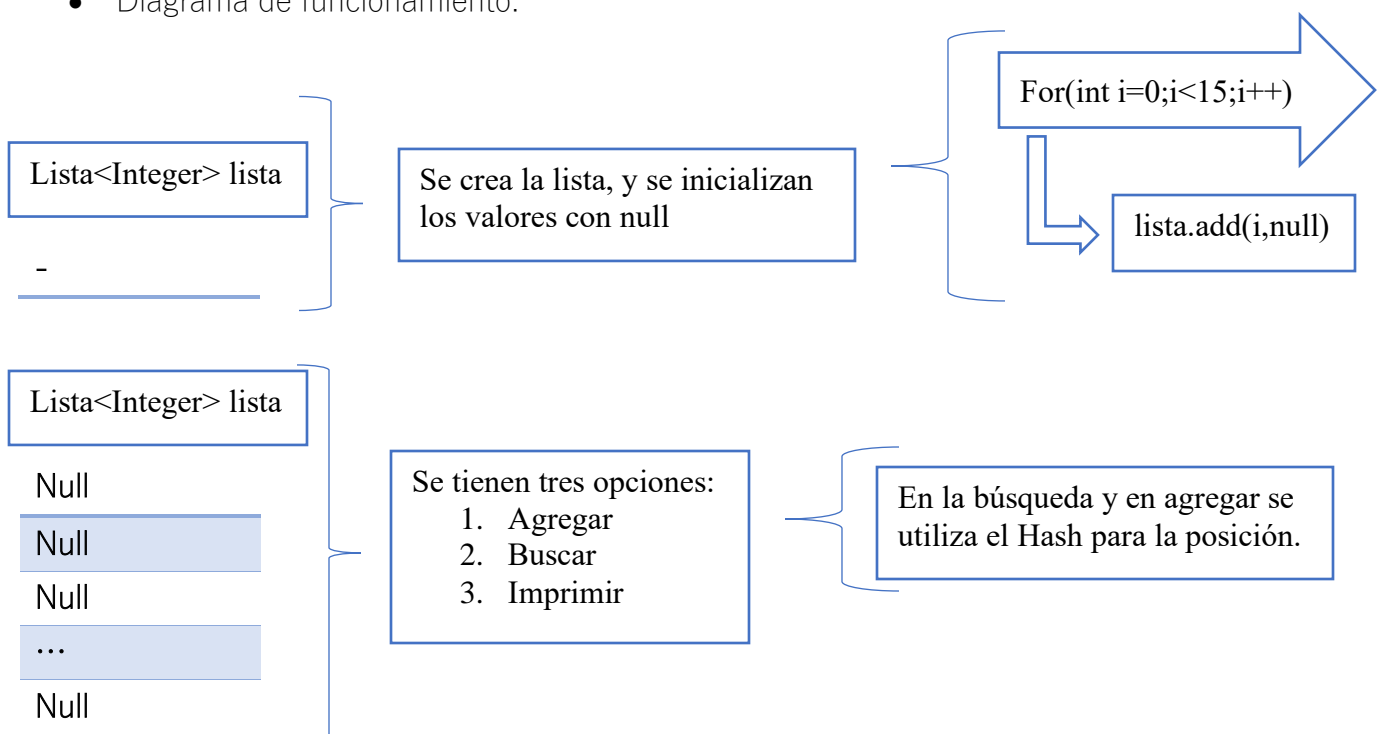 • Diagrama de funcionamiento.
For(int i=0;i<15;i++)
Lista<Integer> lista
Se crea la lista, y se inicializan
los valores con null
lista.add(i,null)
-
Lista<Integer> lista
Null
Null
Null
...
Null
Se tienen tres opciones:
1. Agregar
2. Buscar
3. Imprimir
En la búsqueda y en agregar se
utiliza el Hash para la posición.